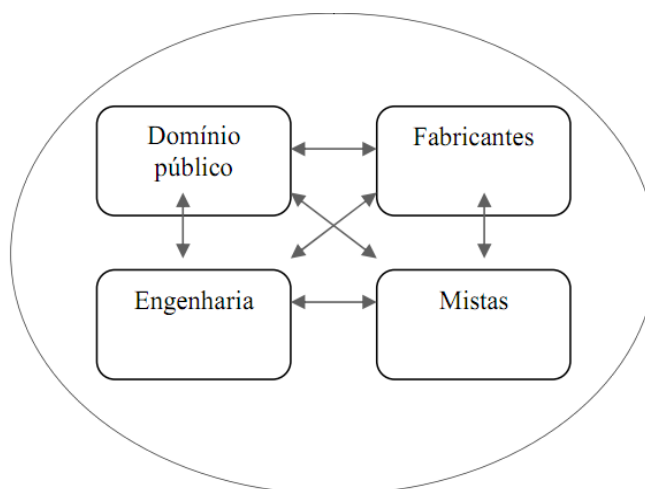 Domínio
público
Fabricantes
Engenharia
Mistas